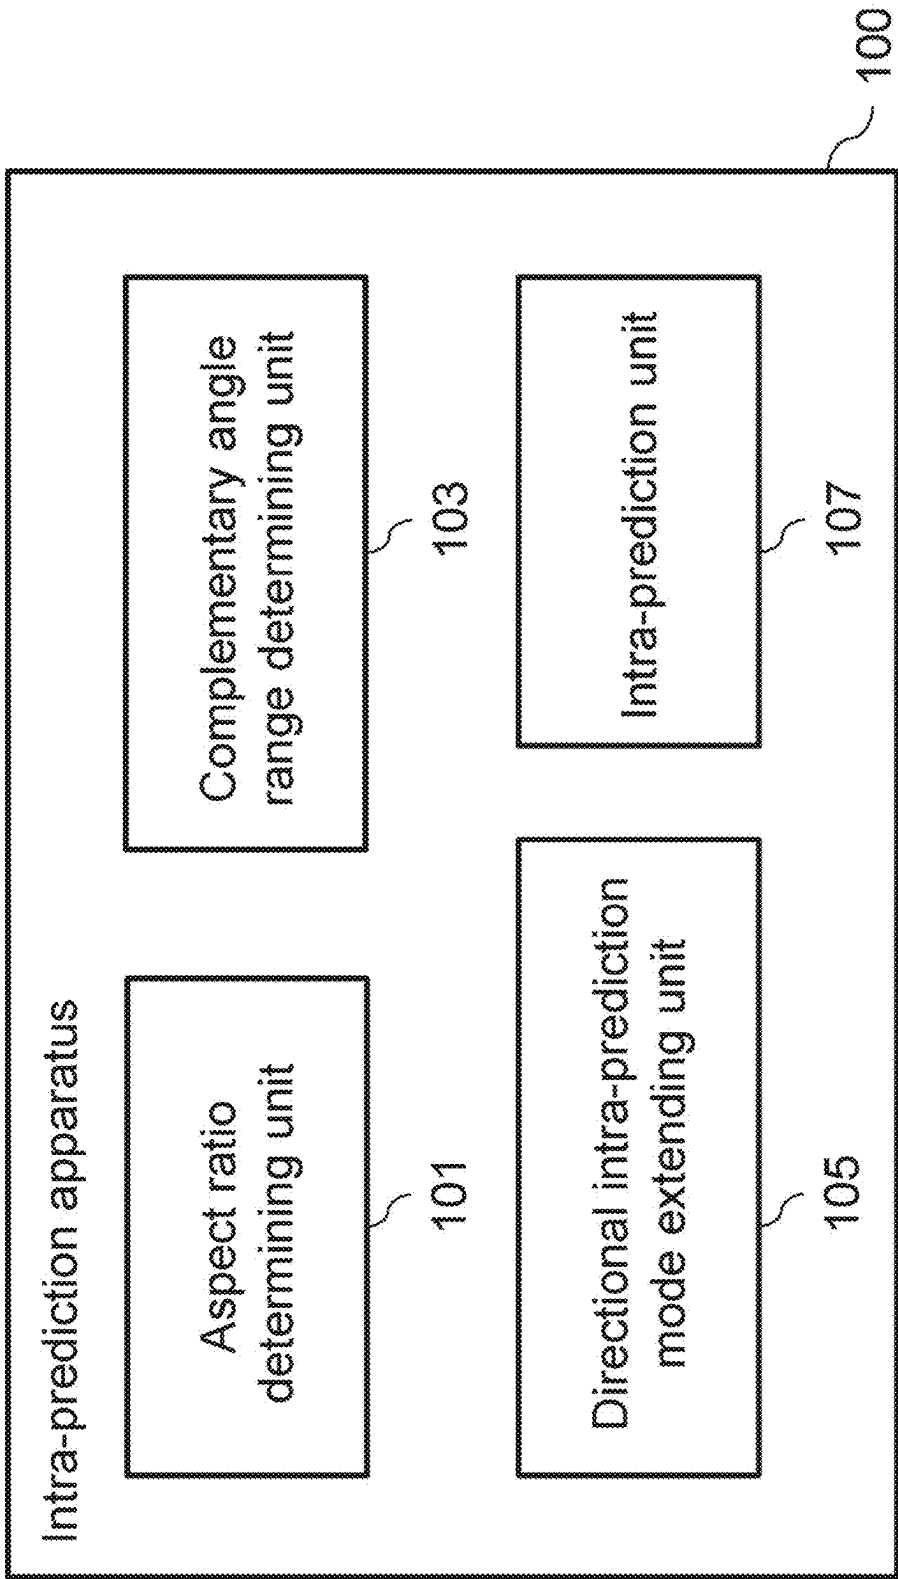 Intra-prediction apparatus
Aspect ratio
determining unit
101
Complementary angle
range determining unit
103
Directional intra-prediction
mode extending unit
105
Intra-prediction unit
107
100